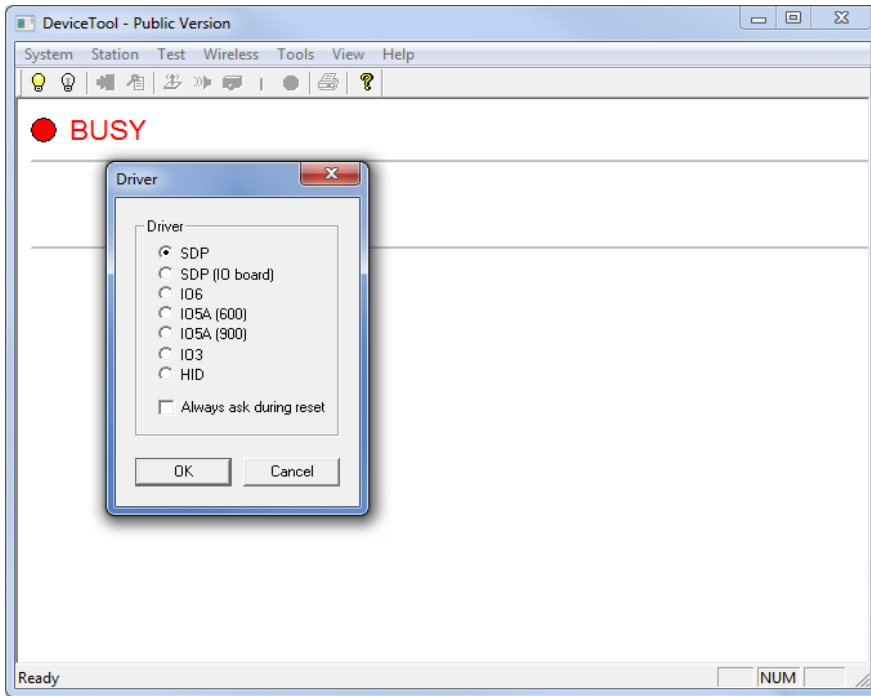 DeviceTool - Public Version
System Station Test Wireless Tools View Help
BUSY
Driver
Driver
SDP
SDP (IO board)
IO6
IO5A (600)
IO5A (900)
IO3
HID
Always ask during reset
OK Cancel
Ready NUM